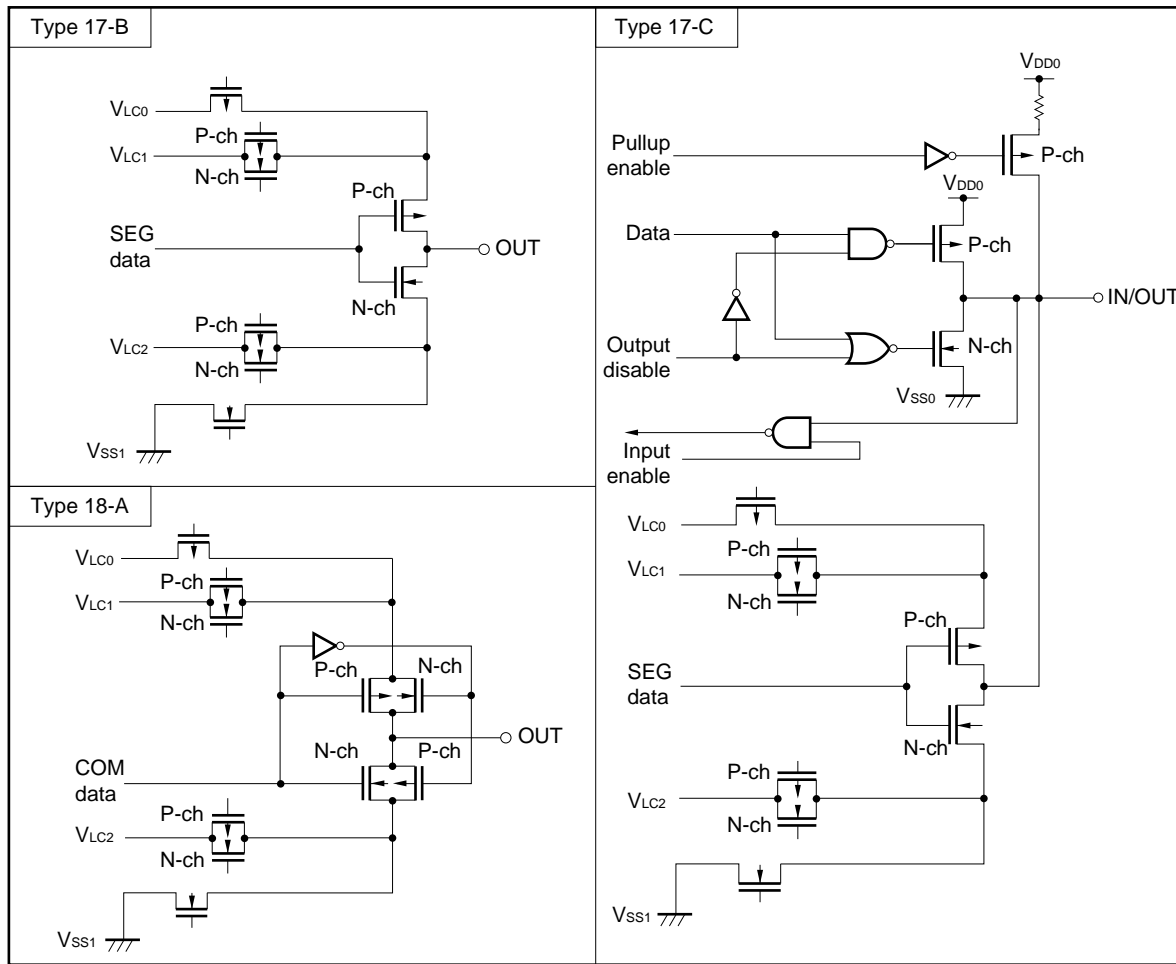 Type 17-B
VLC0
P-ch
VLC1
N-ch
P-ch
SEG
data
OUT
N-ch
P-ch
VLC2
N-ch
VSS1
Type 18-A
VLC0
P-ch
VLC1
N-ch
P-ch
N-ch
OUT
N-ch
P-ch
COM
data
P-ch
VLC2
N-ch
VSS1
Type 17-C
VDD0
Pullup
enable
P-ch
VDD0
Data
P-ch
IN/OUT
Output
disable
N-ch
VSS0
Input
enable
VLC0
P-ch
VLC1
N-ch
P-ch
SEG
data
N-ch
P-ch
VLC2
N-ch
VSS1